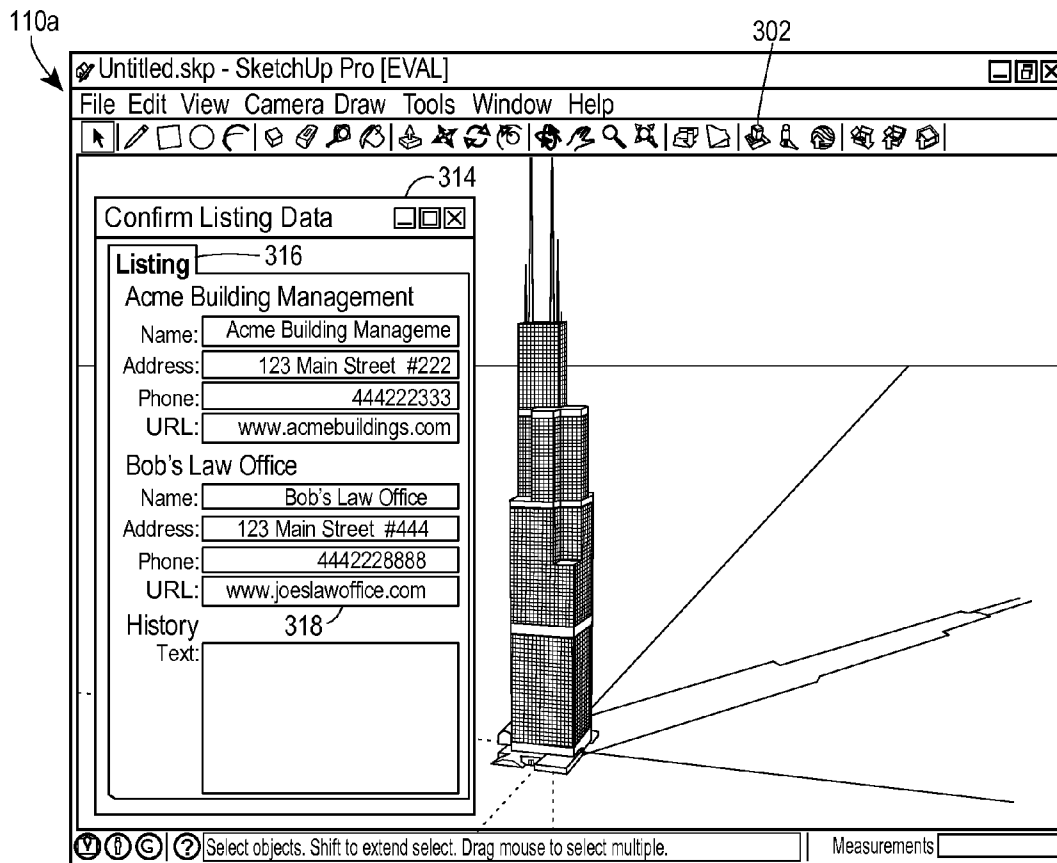 110a
302
Untitled.skp - SketchUp Pro [EVAL]
File Edit View Camera Draw Tools Window Help
314
Confirm Listing Data
Listing
316
Acme Building Management
Name: Acme Building Manageme
Address: 123 Main Street #222
Phone: 444222333
URL: www.acmebuildings.com
Bob's Law Office
Name: Bob's Law Office
Address: 123 Main Street #444
Phone: 4442228888
URL: www.joeslawoffice.com
History 318
Text:
G ? Select objects. Shift to extend select. Drag mouse to select multiple. Measurements